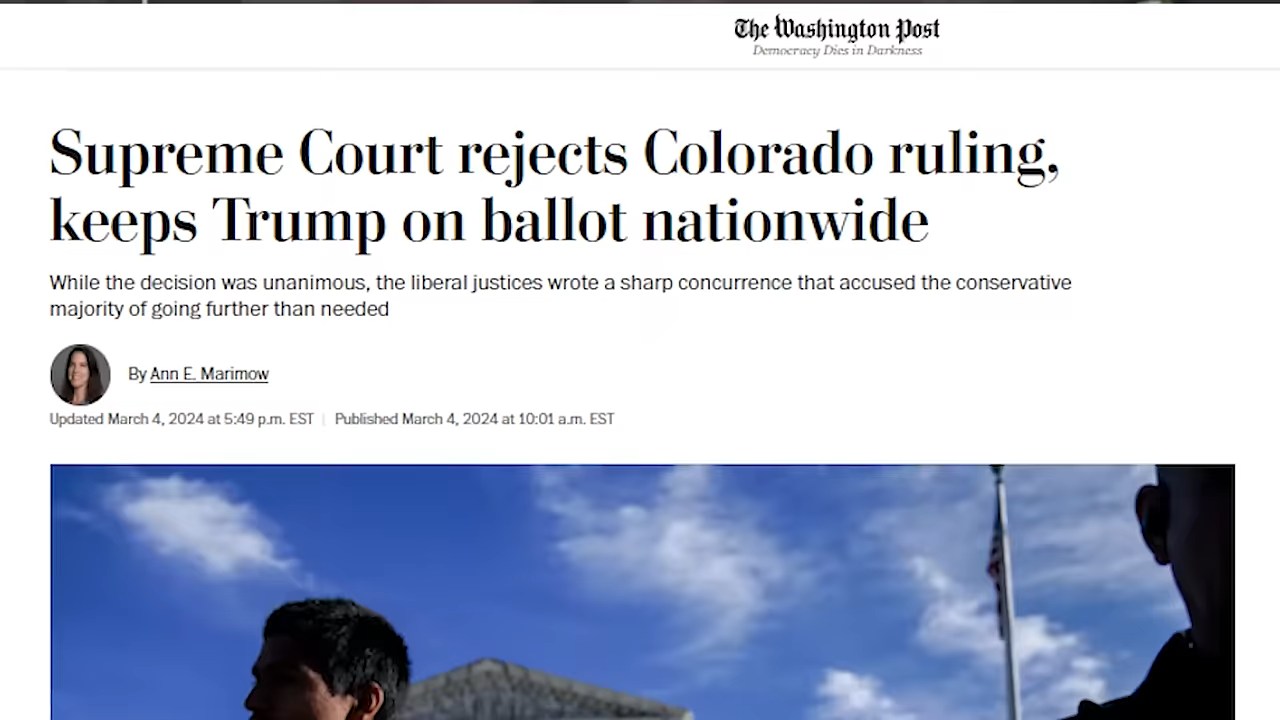 The Washington Post
Democracy Dies in Darkness
Supreme Court rejects Colorado ruling,
keeps Trump on ballot nationwide
While the decision was unanimous, the liberal justices wrote a sharp concurrence that accused the conservative
majority of going further than needed
By Ann E. Marimow
Updated March 4, 2024 at 5:49 p.m. EST | Published March 4, 2024 at 10:01 a.m. EST